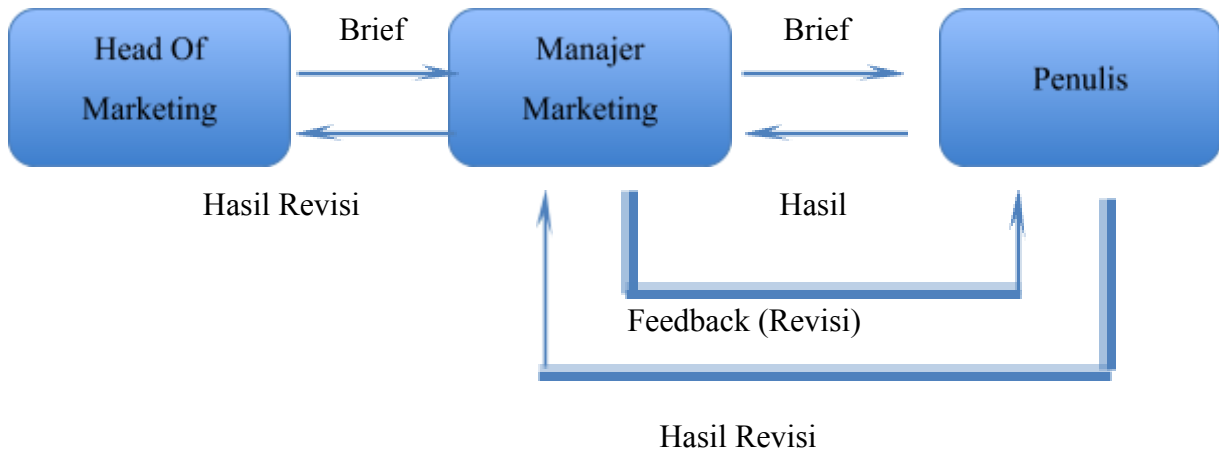 Brief
Brief
Head Of
Marketing
Manajer
Marketing
Penulis
Hasil Revisi
Hasil
Feedback (Revisi)
Hasil Revisi